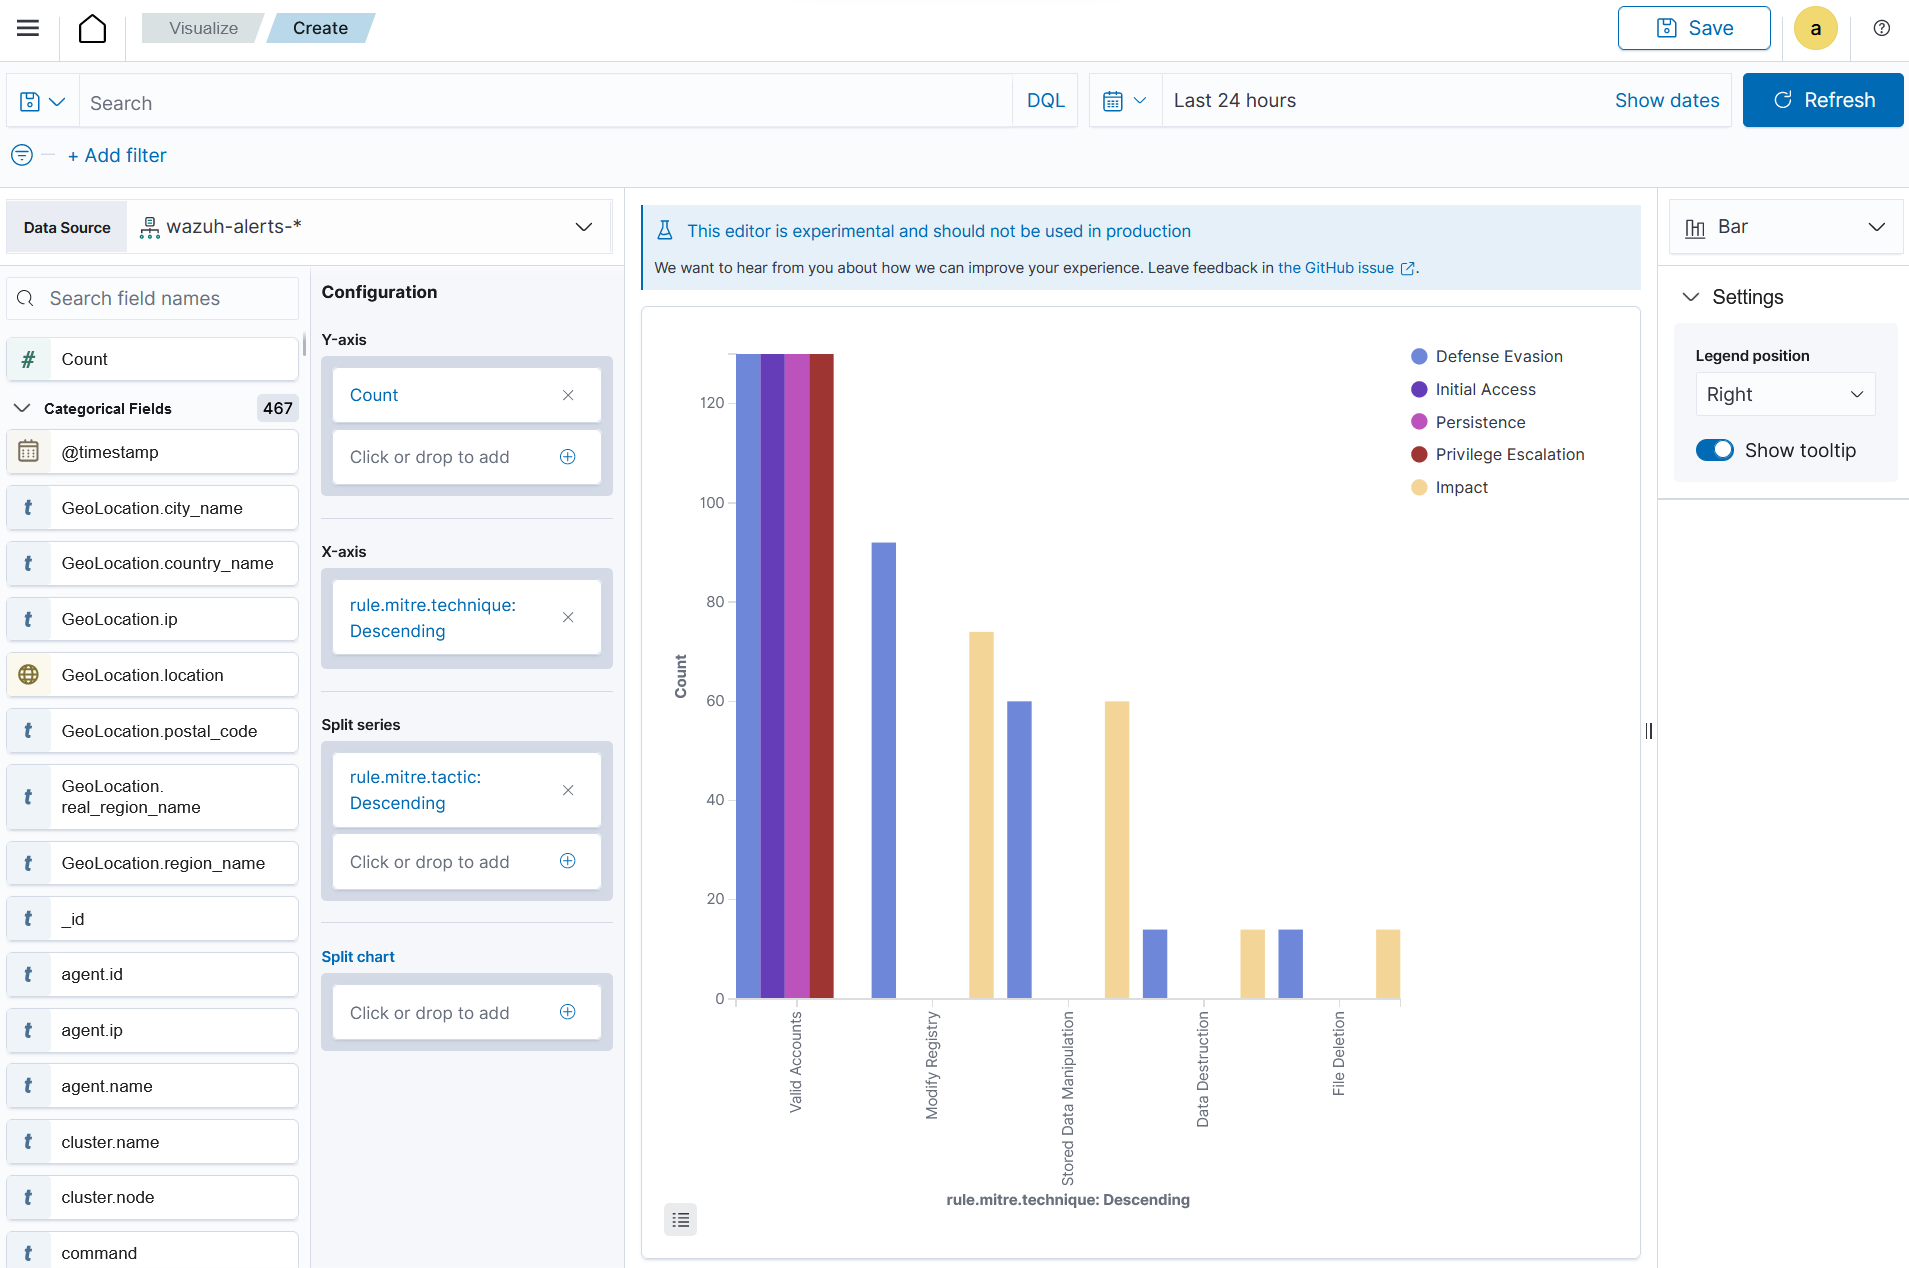 Visualize
Create
Save
a
Search
DQL
Last 24 hours
Show dates
Refresh
+ Add filter
Data Source
wazuh-alerts-*
Search field names
# Count
Categorical Fields
467
@timestamp
t GeoLocation.city_name
t GeoLocation.country_name
t GeoLocation.ip
GeoLocation.location
t GeoLocation.postal_code
t GeoLocation.
real_region_name
t GeoLocation.region_name
t _id
t agent.id
t agent.ip
t agent.name
t cluster.name
t cluster.node
t command
Configuration
Y-axis
Count
Click or drop to add
X-axis
rule.mitre.technique:
Descending
Split series
rule.mitre.tactic:
Descending
Click or drop to add
Split chart
Click or drop to add
This editor is experimental and should not be used in production
We want to hear from you about how we can improve your experience. Leave feedback in the GitHub issue .
Count
120
100
80
60
40
20
0
Valid Accounts
Modify Registry
Stored Data Manipulation
Data Destruction
File Deletion
rule.mitre.technique: Descending
Defense Evasion
Initial Access
Persistence
Privilege Escalation
Impact
Bar
Settings
Legend position
Right
Show tooltip